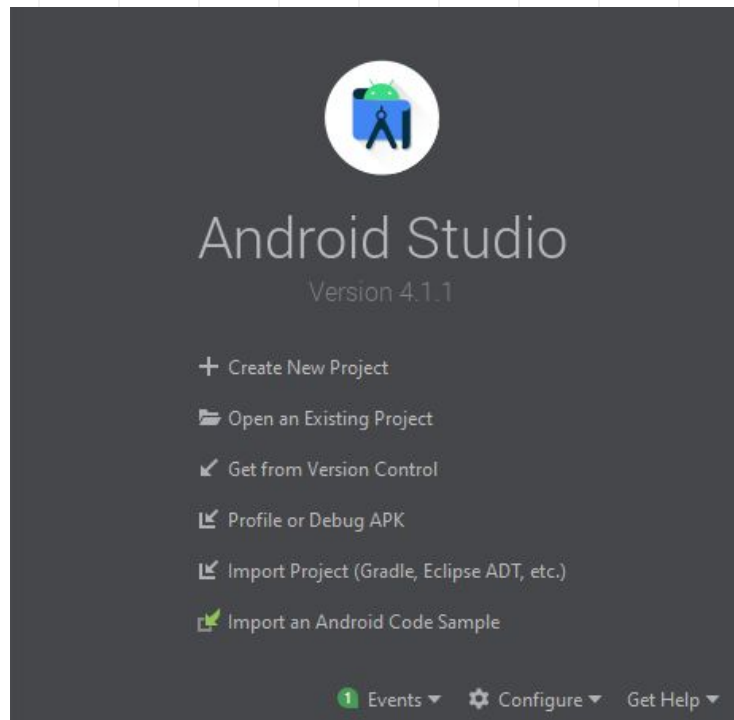 Android Studio
Version 4.1.1
Create New Project
Open an Existing Project
Get from Version Control
Profile or Debug APK
Import Project (Gradle, Eclipse ADT, etc.)
Import an Android Code Sample
1 Events Configure Get Help